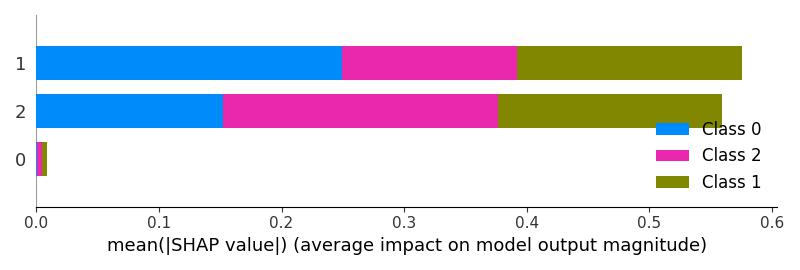 1
2
0
Class 0
Class 2
Class 1
0.0 0.1 0.2 0.3 0.4 0.5 0.6
mean(|SHAP value|) (average impact on model output magnitude)